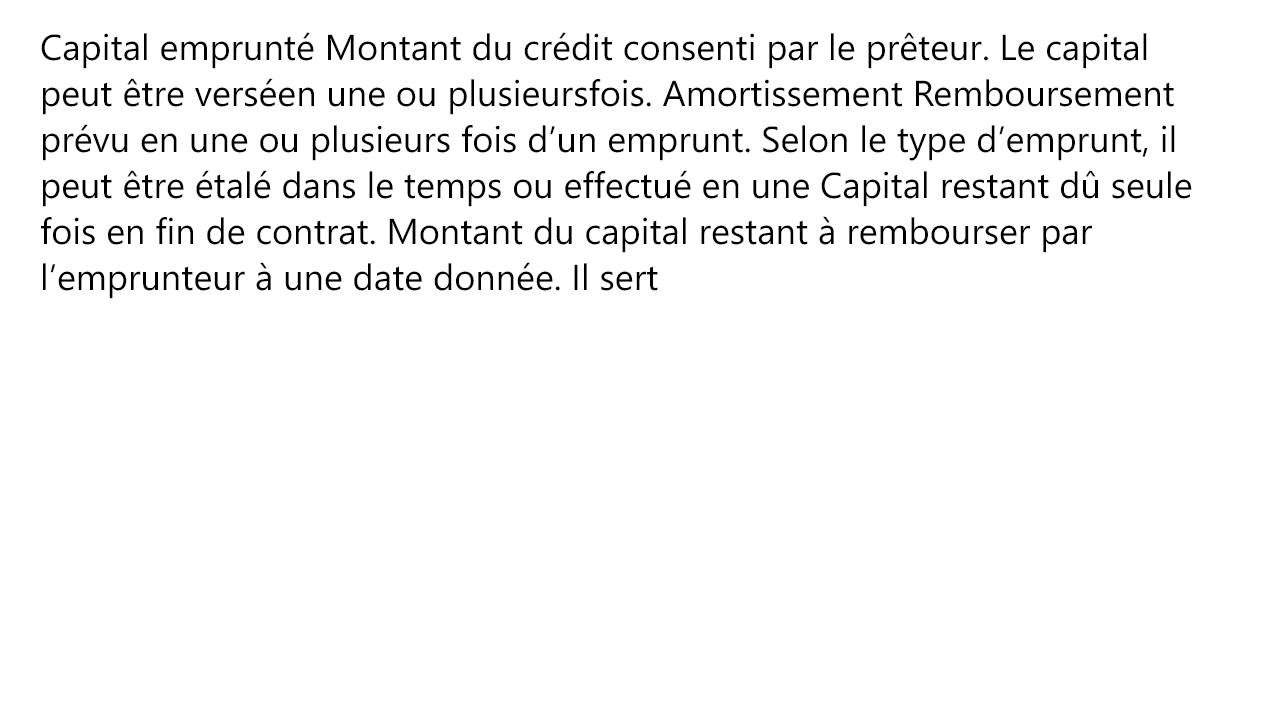 Capital emprunté Montant du crédit consenti par le prêteur. Le capital
peut être verséen une ou plusieursfois. Amortissement Remboursement
prévu en une ou plusieurs fois d’un emprunt. Selon le type d’emprunt, il
peut être étalé dans le temps ou effectué en une Capital restant dû seule
fois en fin de contrat. Montant du capital restant à rembourser par
l’emprunteur à une date donnée. Il sert